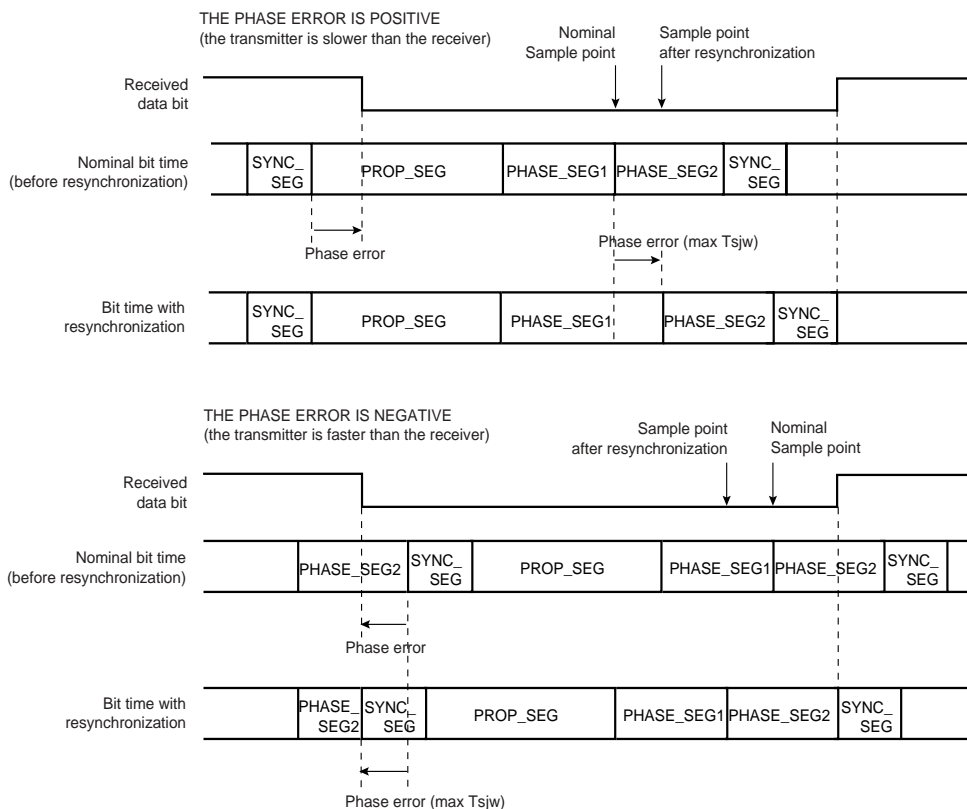 THE PHASE ERROR IS POSITIVE
(the transmitter is slower than the receiver)
Nominal
Sample point
Sample point
after resynchronization
Received
data bit
Nominal bit time
(before resynchronization)
SYNC_
SEG
PROP_SEG
PHASE_SEG1
PHASE_SEG2
SYNC_
SEG
Phase error
Phase error (max Tsjw)
Bit time with
resynchronization
SYNC_
SEG
PROP_SEG
PHASE_SEG1
PHASE_SEG2
SYNC_
SEG
THE PHASE ERROR IS NEGATIVE
(the transmitter is faster than the receiver)
Sample point
after resynchronization
Nominal
Sample point
Received
data bit
Nominal bit time
(before resynchronization)
PHASE_SEG2
SYNC_
SEG
PROP_SEG
PHASE_SEG1
PHASE_SEG2
SYNC_
SEG
Phase error
Bit time with
resynchronization
PHASE_
SEG2
SYNC_
SEG
PROP_SEG
PHASE_SEG1
PHASE_SEG2
SYNC_
SEG
Phase error (max Tsjw)